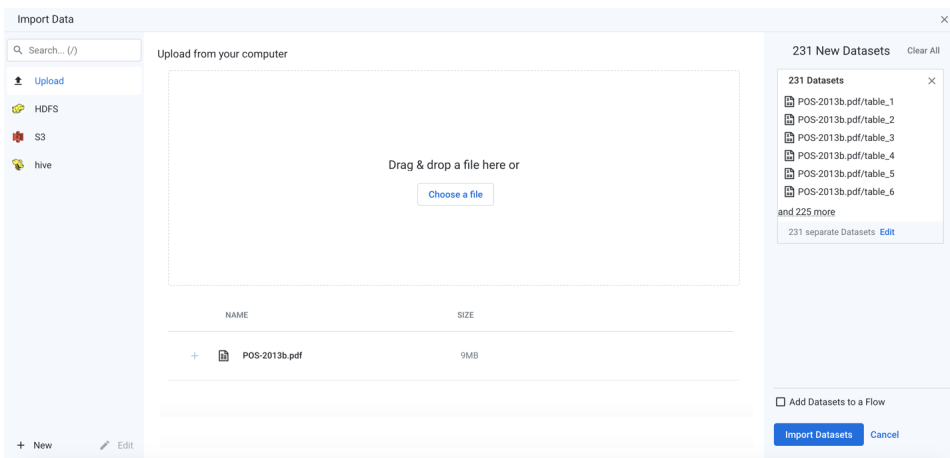 Import Data
Search... (/)
Upload
HDFS
S3
hive
+ New
Edit
Upload from your computer
Drag & drop a file here or
Choose a file
NAME SIZE
+ POS-2013b.pdf 9MB
231 New Datasets Clear All
231 Datasets
POS-2013b.pdf/table_1
POS-2013b.pdf/table_2
POS-2013b.pdf/table_3
POS-2013b.pdf/table_4
POS-2013b.pdf/table_5
POS-2013b.pdf/table_6
and 225 more
231 separate Datasets Edit
Add Datasets to a Flow
Import Datasets Cancel